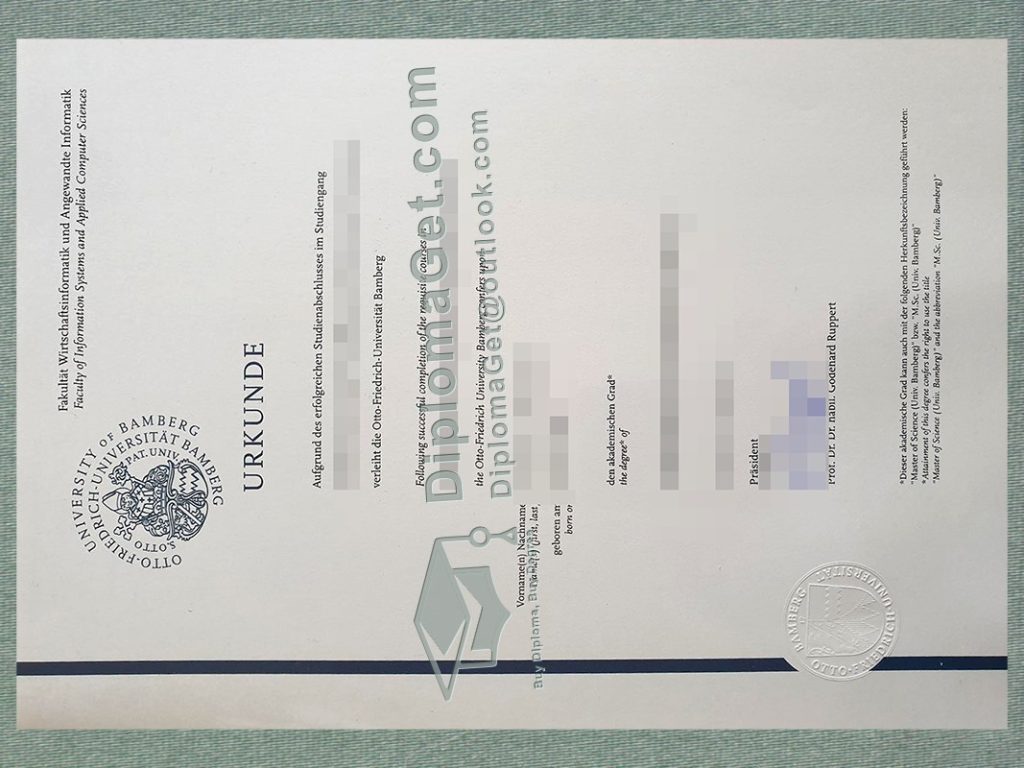 Fakultät Wirtschaftsinformatik und Angewandte Informatik
Faculty of Information Systems and Applied Computer Sciences
UNIVERSITY OF BAMBERG
OTTO-FRIEDRICH-UNIVERSITÄT BAMBERG
S. OTTO PAT. UNIV.
URKUNDE
Aufgrund des erfolgreichen Studienabschlusses im Studiengang
verleiht die Otto-Friedrich-Universität Bamberg
Following successful completion of the requisite courses in
DiplomaGet.com
the Otto-Friedrich University Bamberg confers upon
DiplomaGet@outlook.com
Vorname(n) Nachname
first, last,
Buy Diploma, Buy
geboren am
born on
den akademischen Grad*
the degree* of
Präsident
Prof. Dr. Dr. habil. Godehard Ruppert
BAMBERG
OTTO-FRIEDRICH-UNIVERSITÄT
*Dieser akademische Grad kann auch mit der folgenden Herkunftsbezeichnung geführt werden:
"Master of Science (Univ. Bamberg)" bzw. "M.Sc. (Univ. Bamberg)"
*Attainment of this degree confers the right to use the title
"Master of Science (Univ. Bamberg)" and the abbreviation "M.Sc. (Univ. Bamberg)"